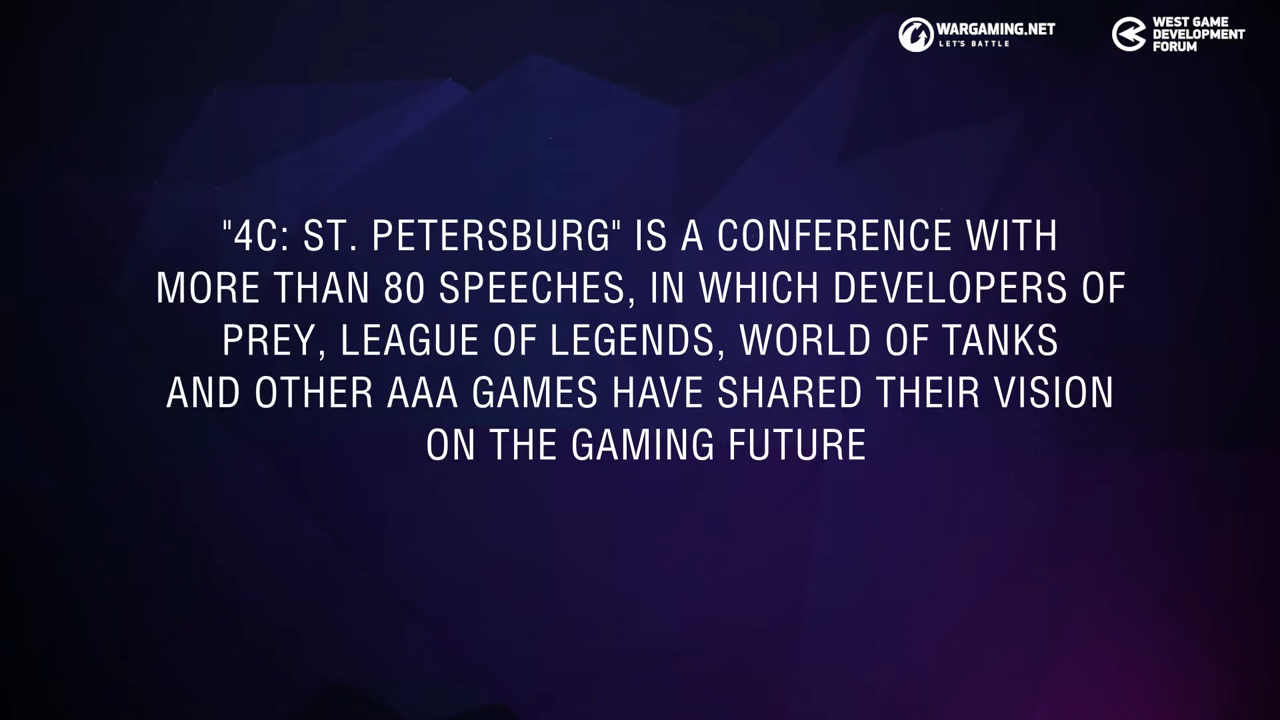 WARGAMING.NET
LET'S BATTLE
WEST GAME
DEVELOPMENT
FORUM
"4C: ST. PETERSBURG" IS A CONFERENCE WITH
MORE THAN 80 SPEECHES, IN WHICH DEVELOPERS OF
PREY, LEAGUE OF LEGENDS, WORLD OF TANKS
AND OTHER AAA GAMES HAVE SHARED THEIR VISION
ON THE GAMING FUTURE